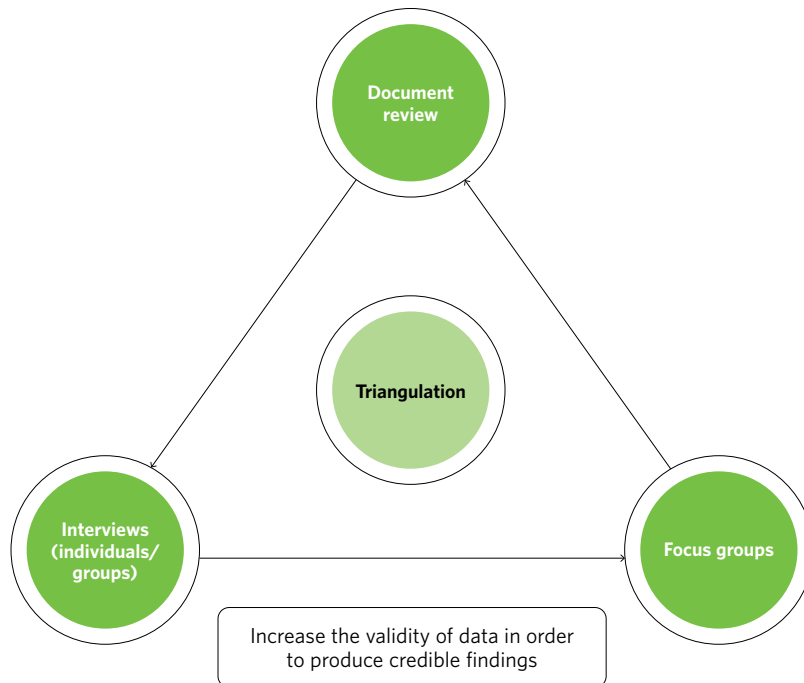 Document
review
Triangulation
Interviews
(individuals/
groups)
Focus groups
Increase the validity of data in order
to produce credible findings